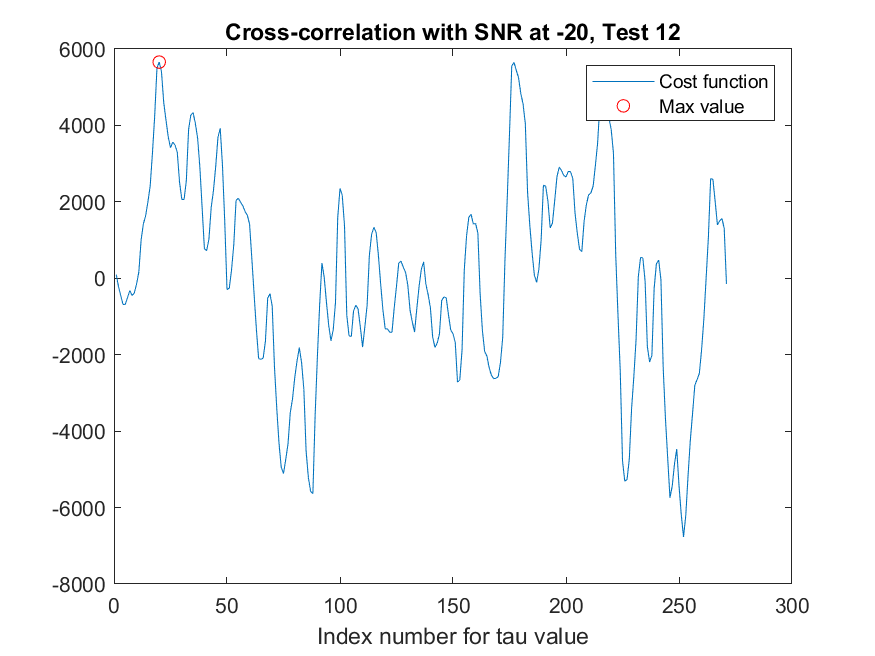 Cross-correlation with SNR at -20, Test 12
6000
4000
2000
0
-2000
-4000
-6000
-8000
Cost function
Max value
0 50 100 150 200 250 300
Index number for tau value